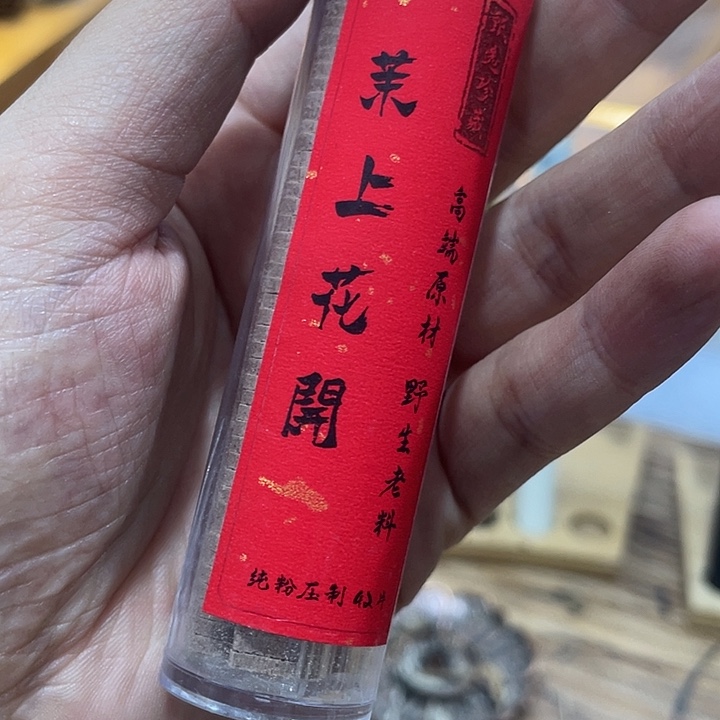 茉上花開
高端原材 野生老料
纯粉压制